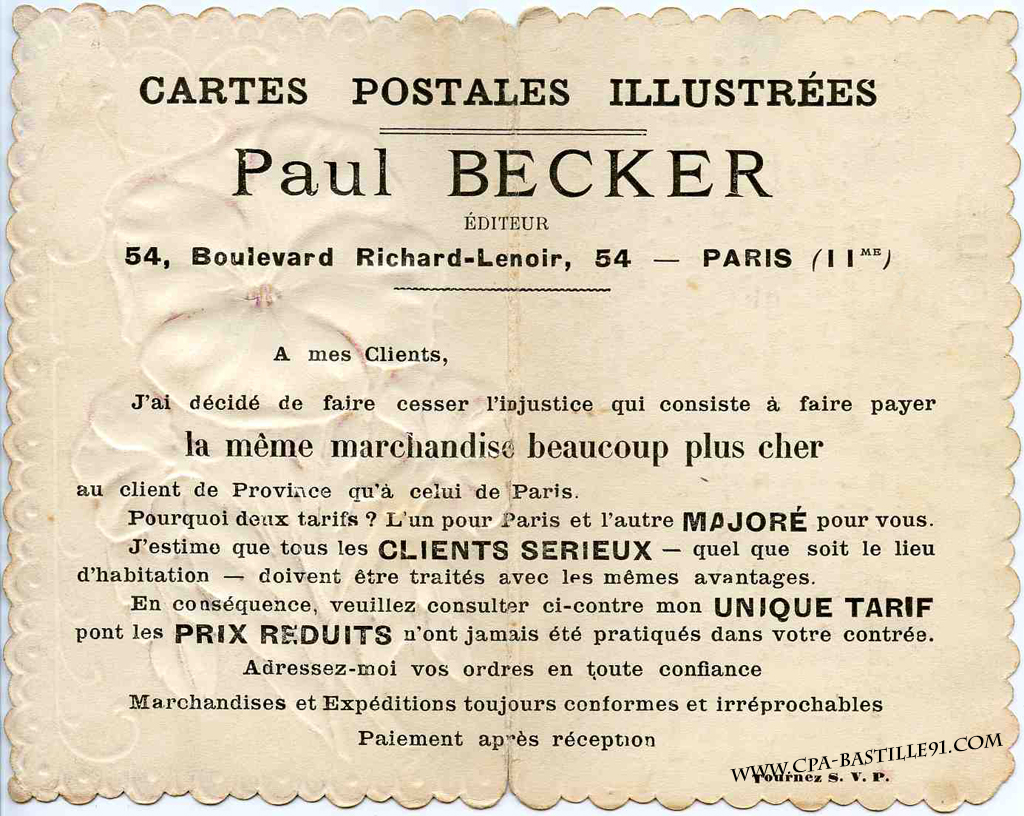 CARTES POSTALES ILLUSTRÉES
Paul BECKER
ÉDITEUR
54, Boulevard Richard-Lenoir, 54 — PARIS (11ME)
A mes Clients,
J'ai décidé de faire cesser l'injustice qui consiste à faire payer
la même marchandise beaucoup plus cher
au client de Province qu'à celui de Paris.
Pourquoi deux tarifs ? L'un pour Paris et l'autre MAJORÉ pour vous.
J'estime que tous les CLIENTS SERIEUX — quel que soit le lieu
d'habitation — doivent être traités avec les mêmes avantages.
En conséquence, veuillez consulter ci-contre mon UNIQUE TARIF
pont les PRIX REDUITS n'ont jamais été pratiqués dans votre contrée.
Adressez-moi vos ordres en toute confiance
Marchandises et Expéditions toujours conformes et irréprochables
Paiement après réception
WWW.CPA-BASTILLE91.COM
Tournez S. V. P.